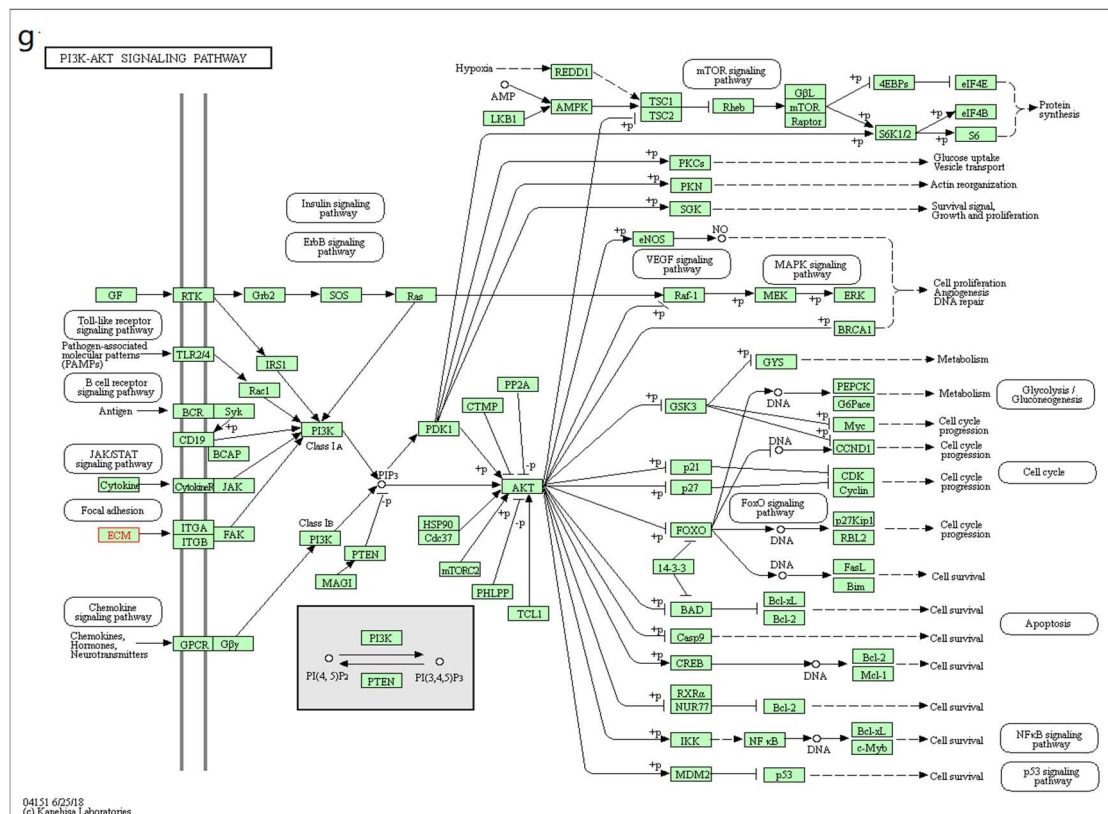 g
PI3K-AKT SIGNALING PATHWAY
Hypoxia
REDD1
mTOR signaling
pathway
AMP
LKB1
AMPK
TSC1
TSC2
+p
Rheb
GβL
mTOR
Raptor
+p
4EBPs
eIF4E
+p
S6K1/2
+p
eIF4B
+p
S6
Protein
synthesis
+p
PKCs
Glucose uptake
Vesicle transport
+p
PKN
Actin reorganization
+p
SGK
Survival signal,
Growth and proliferation
Insulin signaling
pathway
ErbB signaling
pathway
+p
eNOS
NO
VEGF signaling
pathway
MAPK signaling
pathway
GF
RTK
Grb2
SOS
Ras
Raf-1
+p
MEK
+p
ERK
+p
BRCA1
Cell proliferation
Angiogenesis
DNA repair
Toll-like receptor
signaling pathway
Pathogen-associated
molecular patterns
(PAMPs)
TLR2/4
IRS1
Rac1
B cell receptor
signaling pathway
Antigen
BCR
Syk
+p
CD19
BCAP
PI3K
Class IA
PDK1
CTMP
PP2A
+p
-p
AKT
JAK/STAT
signaling pathway
Cytokine
CytokineR
JAK
PIP3
-p
Focal adhesion
ECM
ITGA
ITGB
FAK
Class IB
PI3K
PTEN
MAGI
HSP90
Cdc37
mTORC2
+p
-p
PHLPP
TCL1
Chemokine
signaling pathway
Chemokines,
Hormones,
Neurotransmitters
GPCR
Gβγ
PI3K
PI(4, 5)P2
PI(3,4,5)P3
PTEN
+p
GYS
Metabolism
+p
GSK3
DNA
PEPCK
G6Pace
Metabolism
Glycolysis /
Gluconeogenesis
+p
Myc
Cell cycle
progression
+p
DNA
CCND1
Cell cycle
progression
+p
p21
+p
p27
CDK
Cyclin
Cell cycle
progression
Cell cycle
FoxO signaling
pathway
+p
FOXO
DNA
p27Kip1
RBL2
Cell cycle
progression
14-3-3
DNA
FasL
Bim
Cell survival
+p
BAD
Bcl-xL
Bcl-2
Cell survival
Apoptosis
+p
Casp9
Cell survival
+p
CREB
DNA
Bcl-2
Mcl-1
Cell survival
+p
RXRα
NUR77
Bcl-2
Cell survival
+p
IKK
NFκB
DNA
Bcl-xL
c-Myb
Cell survival
NFκB signaling
pathway
+p
MDM2
p53
Cell survival
p53 signaling
pathway
04151 6/25/18
(c) Kanehisa Laboratories